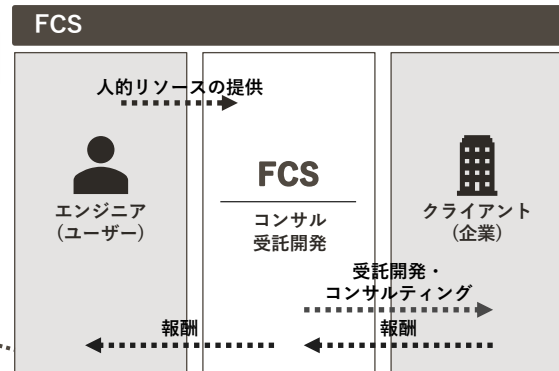 FCS
人的リソースの提供
エンジニア
(ユーザー)
FCS
コンサル
受託開発
クライアント
(企業)
受託開発・
コンサルティング
報酬
報酬